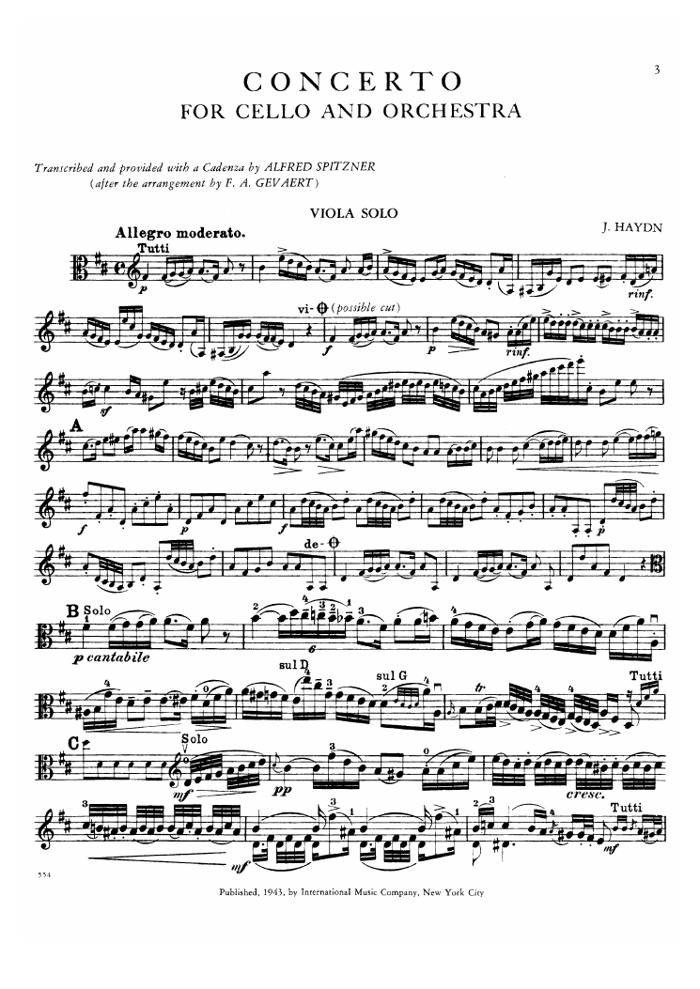 3
CONCERTO
FOR CELLO AND ORCHESTRA
Transcribed and provided with a Cadenza by ALFRED SPITZNER
(after the arrangement by F. A. GEVAERT)
VIOLA SOLO
J. HAYDN
Allegro moderato.
Tutti
p
rinf.
vi-
(possible cut)
f
p
rinf.
sf
A
f
p
f
p
de-
B Solo
p cantabile
6
sul D
sul G
tr
Tutti
C
Solo
mf
pp
cresc.
mf
mf
Tutti
554
Published, 1943, by International Music Company, New York City